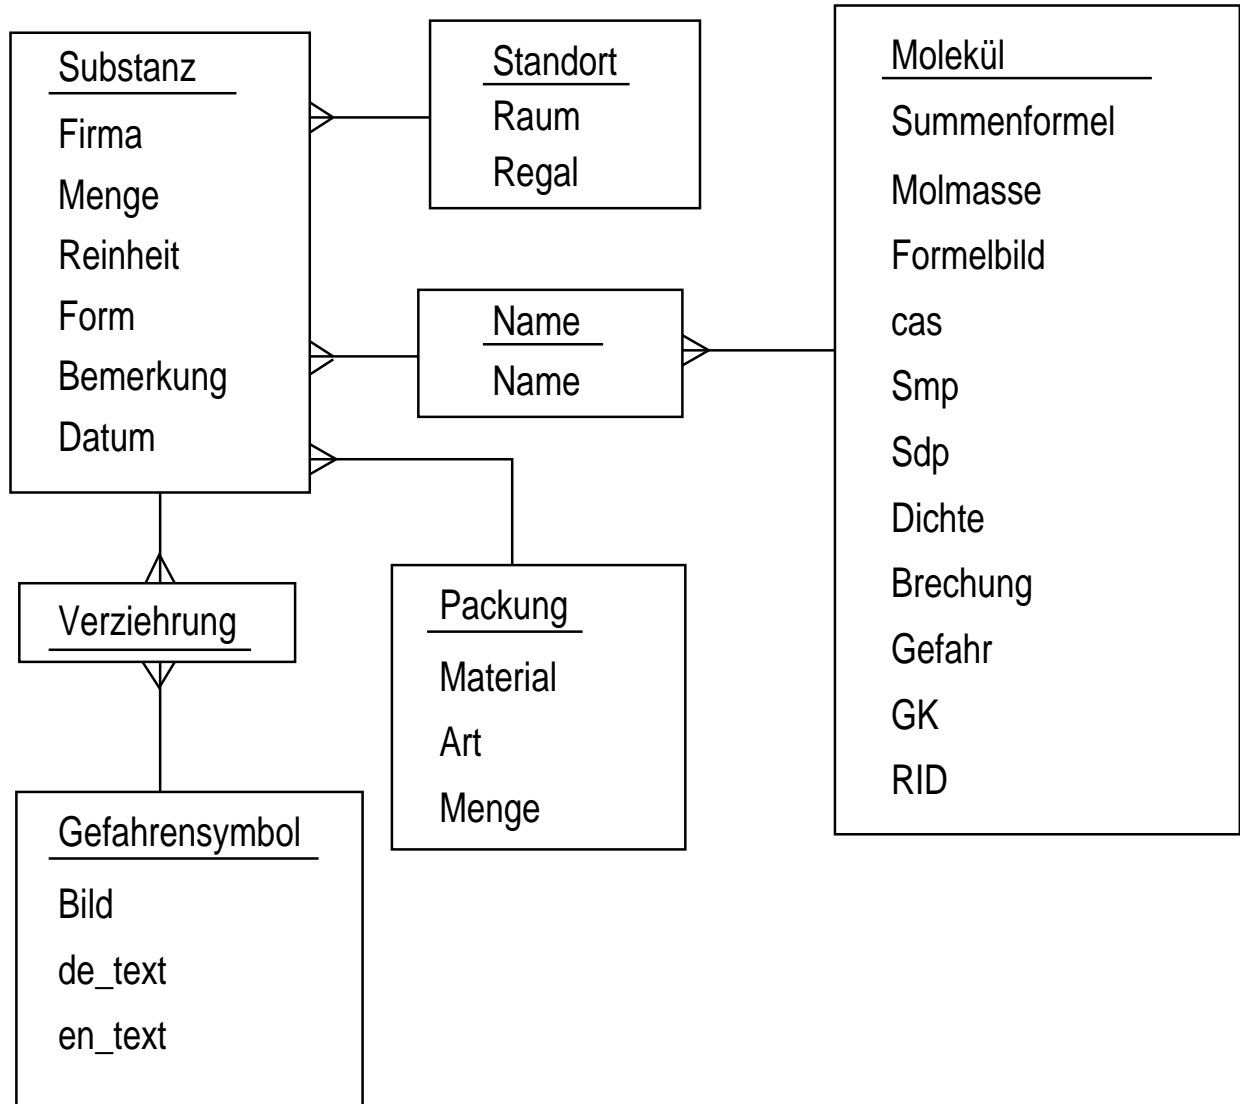 Substanz
Firma
Menge
Reinheit
Form
Bemerkung
Datum
Standort
Raum
Regal
Name
Name
Molekül
Summenformel
Molmasse
Formelbild
cas
Smp
Sdp
Dichte
Brechung
Gefahr
GK
RID
Verziehrung
Packung
Material
Art
Menge
Gefahrensymbol
Bild
de_text
en_text